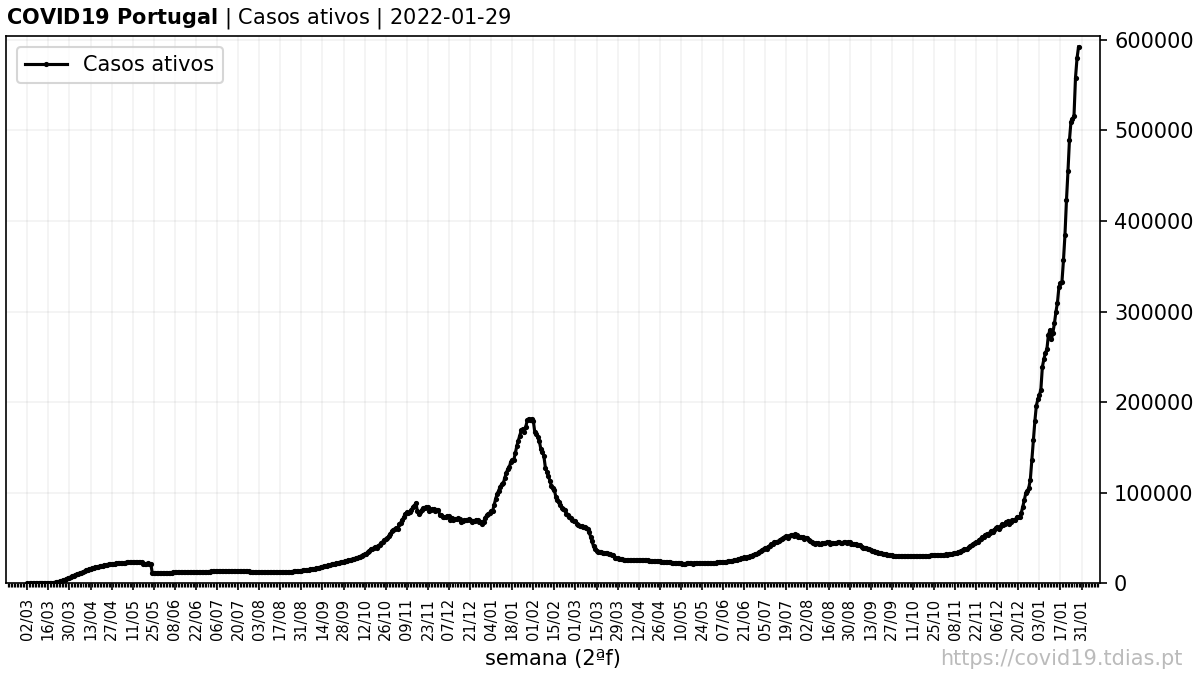 COVID19 Portugal | Casos ativos | 2022-01-29
Casos ativos
600000
500000
400000
300000
200000
100000
0
02/03 16/03 30/03 13/04 27/04 11/05 25/05 08/06 22/06 06/07 20/07 03/08 17/08 31/08 14/09 28/09 12/10 26/10 09/11 23/11 07/12 21/12 04/01 18/01 01/02 15/02 01/03 15/03 29/03 12/04 26/04 10/05 24/05 07/06 21/06 05/07 19/07 02/08 16/08 30/08 13/09 27/09 11/10 25/10 08/11 22/11 06/12 20/12 03/01 17/01 31/01
semana (2ªf)
https://covid19.tdias.pt